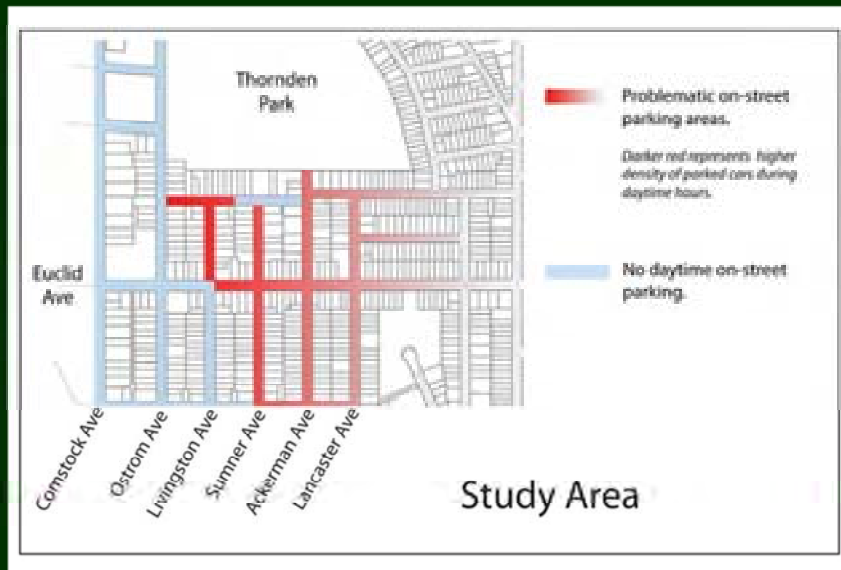 Thornden
Park
Problematic on-street
parking areas.
Darker red represents higher
density of parked cars during
daytime hours.
Euclid
Ave
No daytime on-street
parking.
Comstock Ave
Ostrom Ave
Livingston Ave
Sumner Ave
Ackerman Ave
Lancaster Ave
Study Area